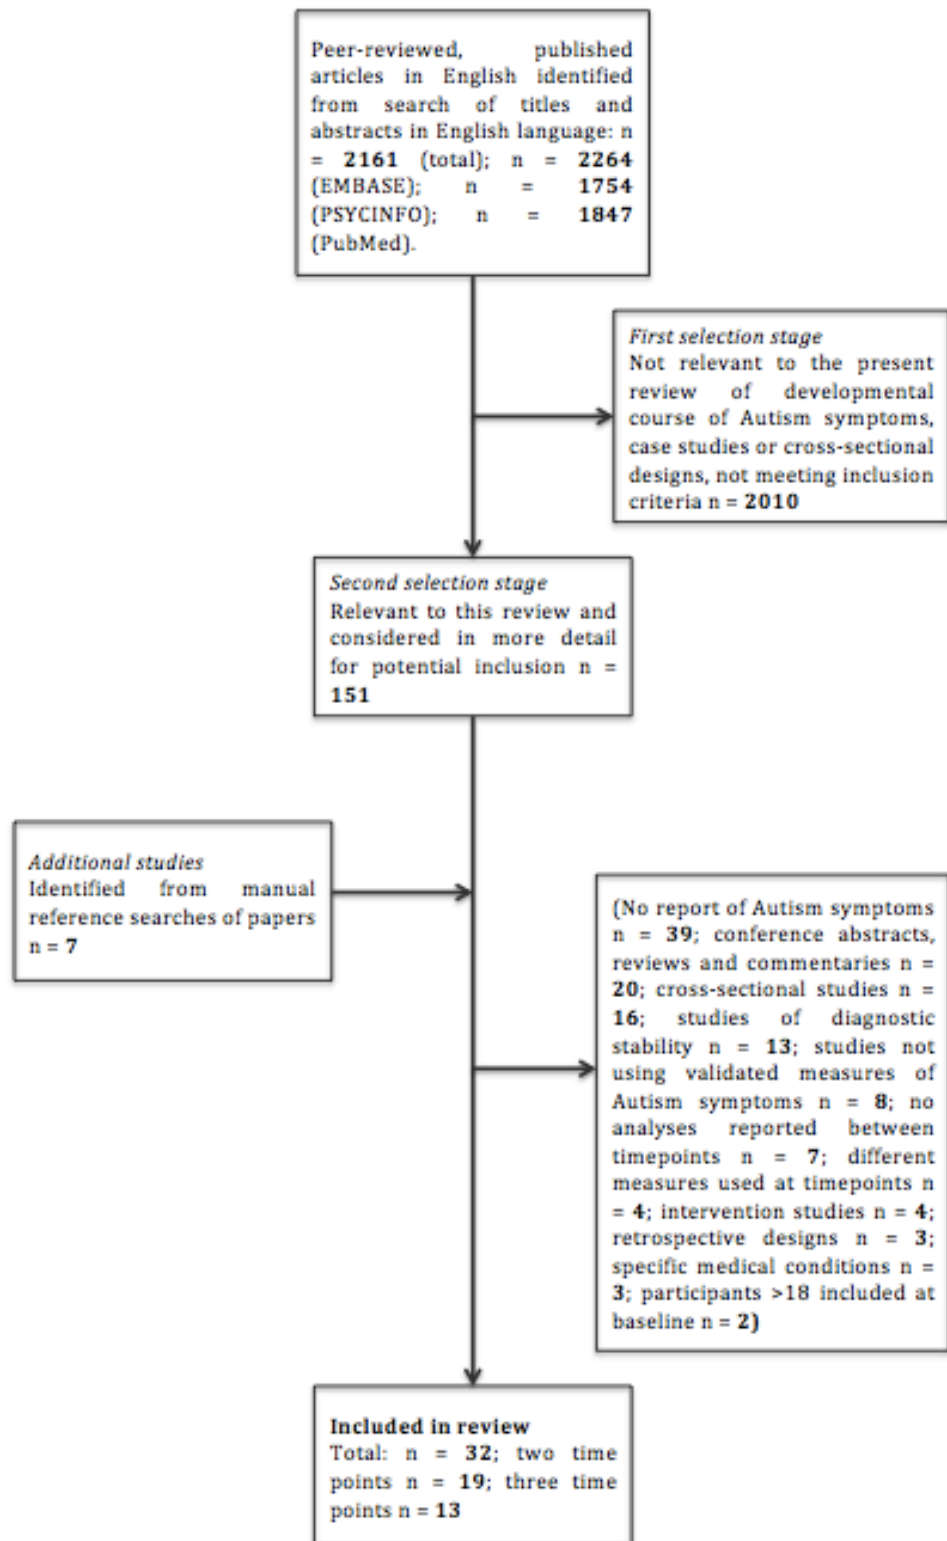 Peer-reviewed, published
articles in English identified
from search of titles and
abstracts in English language: n
= 2161 (total); n = 2264
(EMBASE); n = 1754
(PSYCINFO); n = 1847
(PubMed).
First selection stage
Not relevant to the present
review of developmental
course of Autism symptoms,
case studies or cross-sectional
designs, not meeting inclusion
criteria n = 2010
Second selection stage
Relevant to this review and
considered in more detail
for potential inclusion n =
151
Additional studies
Identified from manual
reference searches of papers
n = 7
(No report of Autism symptoms
n = 39; conference abstracts,
reviews and commentaries n =
20; cross-sectional studies n =
16; studies of diagnostic
stability n = 13; studies not
using validated measures of
Autism symptoms n = 8; no
analyses reported between
timepoints n = 7; different
measures used at timepoints n
= 4; intervention studies n = 4;
retrospective designs n = 3;
specific medical conditions n =
3; participants >18 included at
baseline n = 2)
Included in review
Total: n = 32; two time
points n = 19; three time
points n = 13